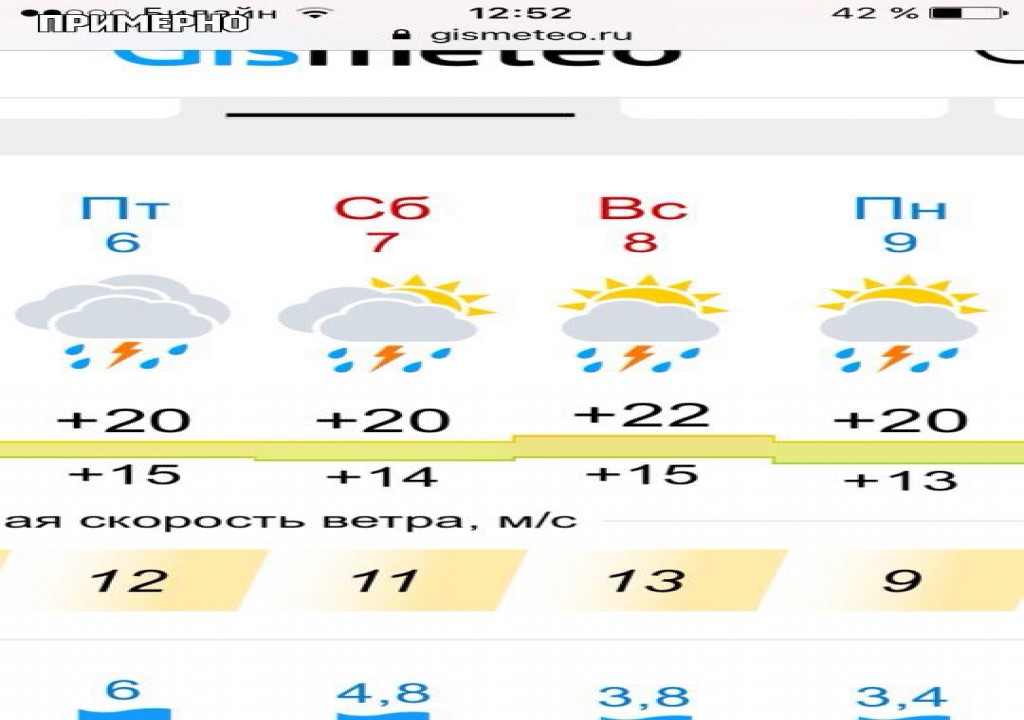 ПРИМЕРНО
12:52
42 %
gismeteo.ru
Gismeteo
Пт Сб Вс Пн
6 7 8 9
+20 +20 +22 +20
+15 +14 +15 +13
ая скорость ветра, м/с
12 11 13 9
6 4,8 3,8 3,4